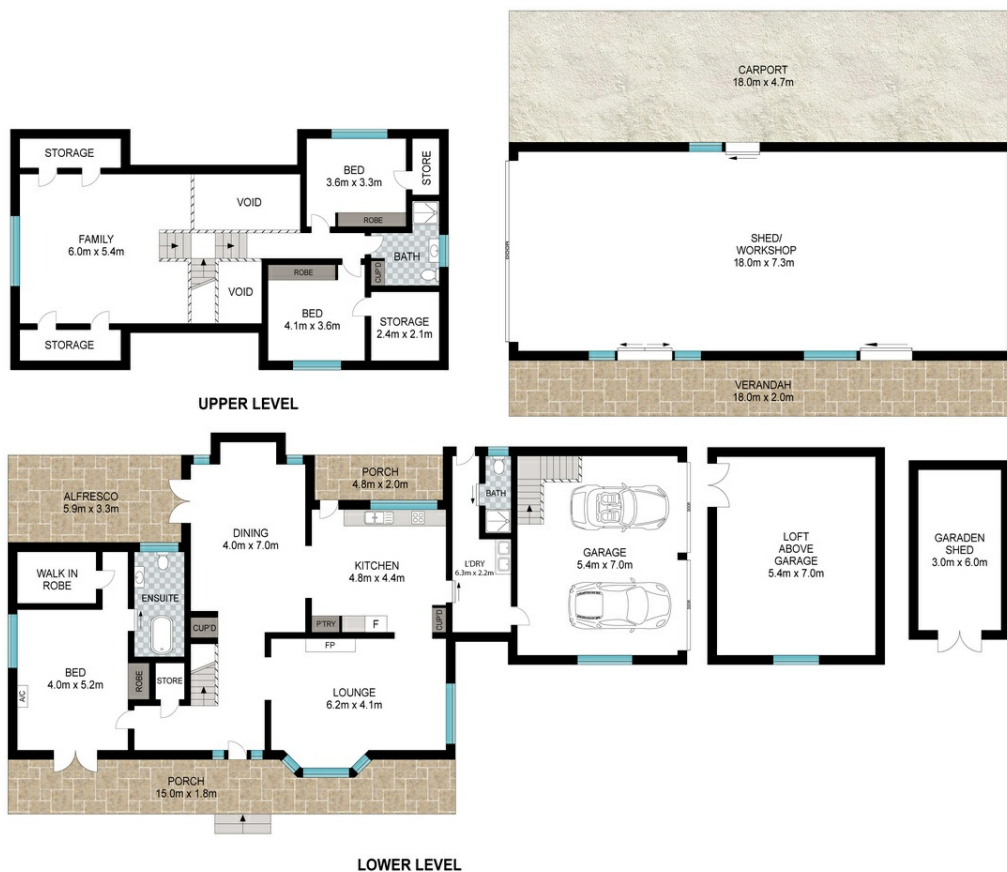 STORAGE
FAMILY
6.0m x 5.4m
STORAGE
VOID
VOID
BED
3.6m x 3.3m
STORE
ROBE
BATH
CUP'D
ROBE
BED
4.1m x 3.6m
STORAGE
2.4m x 2.1m
UPPER LEVEL
CARPORT
18.0m x 4.7m
SHED/
WORKSHOP
18.0m x 7.3m
DOOR
VERANDAH
18.0m x 2.0m
ALFRESCO
5.9m x 3.3m
WALK IN
ROBE
ENSUITE
BED
4.0m x 5.2m
A/C
ROBE
STORE
CUP'D
DINING
4.0m x 7.0m
PORCH
4.8m x 2.0m
KITCHEN
4.8m x 4.4m
P'TRY
F
CUP'D
FP
LOUNGE
6.2m x 4.1m
BATH
L'DRY
6.3m x 2.2m
GARAGE
5.4m x 7.0m
DOOR
DOOR
LOFT
ABOVE
GARAGE
5.4m x 7.0m
GARADEN
SHED
3.0m x 6.0m
PORCH
15.0m x 1.8m
LOWER LEVEL